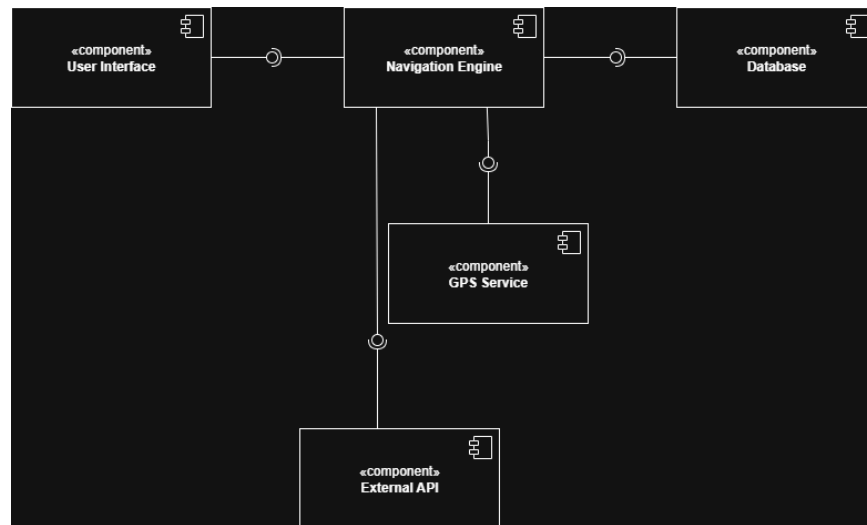 «component»
User Interface
«component»
Navigation Engine
«component»
Database
«component»
GPS Service
«component»
External API